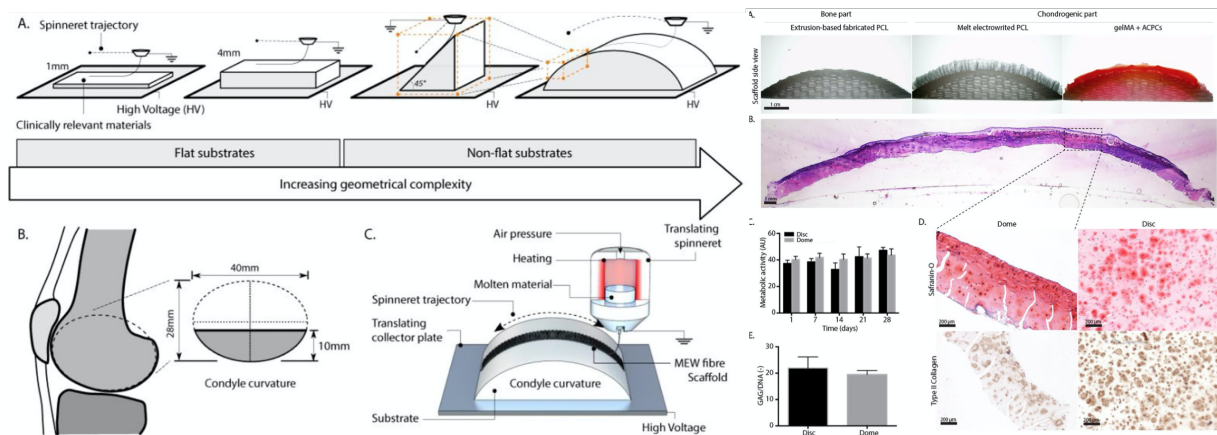 A.
Spinneret trajectory
1mm
4mm
45°
HV
HV
HV
High Voltage (HV)
Clinically relevant materials
Flat substrates
Non-flat substrates
Increasing geometrical complexity
B.
40mm
28mm
10mm
Condyle curvature
C.
Air pressure
Heating
Molten material
Translating
spinneret
Spinneret trajectory
Translating
collector plate
MEW fibre
Scaffold
Condyle curvature
Substrate
High Voltage
Bone part
Chondrogenic part
Extrusion-based fabricated PCL
Melt electrowrited PCL
gelMA + ACPCs
Scaffold side view
1 cm
B.
Disc
Dome
Metabolic activity (AU)
60
40
20
0
1
7
14
21
28
Time (days)
D.
Dome
Disc
Safranin-O
200 µm
200 µm
Type II Collagen
200 µm
E
GAG/DNA (-)
30
20
10
0
Disc
Dome